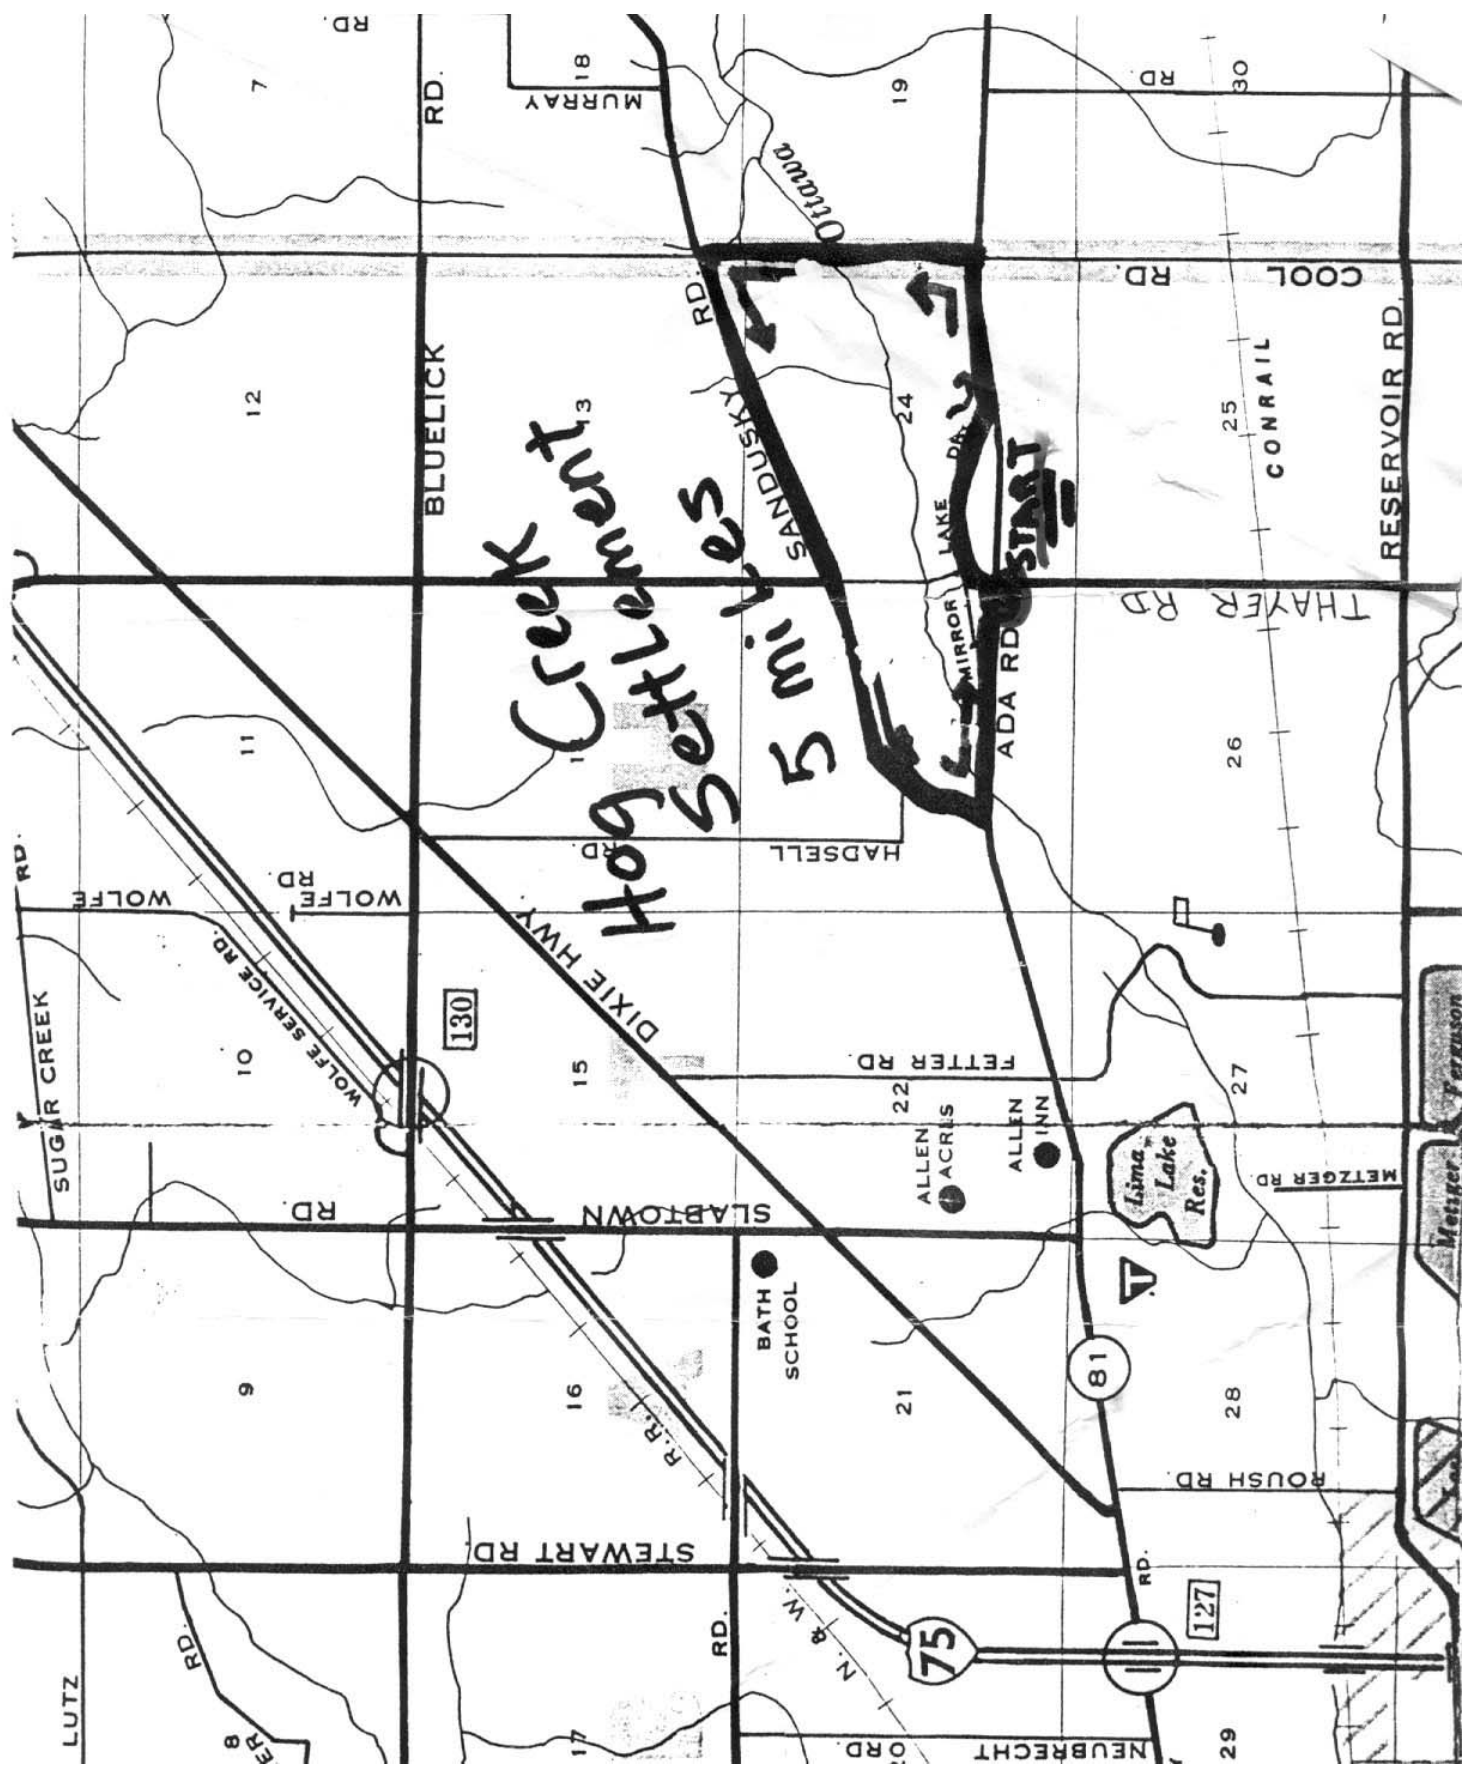 RD.
7
RD.
18
MURRAY
19
RD.
30
Ottawa
RD.
COOL
RD.
12
BLUELICK
13
SANDUSKY
RD.
24
25
CONRAIL
RESERVOIR RD.
Hog Creek
Settlement
5 miles
START
MIRROR LAKE
ADA RD.
THAYER RD
11
26
HADSELL
RD.
RD.
WOLFE
WOLFE
RD
WOLFE SERVICE RD.
DIXIE HWY.
130
SUGAR CREEK
10
15
FETTER RD.
22
27
ALLEN
ACRES
ALLEN
INN
Lima
Lake
Res.
METZGER RD
Ferguson
Metzger
SLABTOWN
RD.
BATH
SCHOOL
T
9
16
21
81
28
R.R.
ROUSH RD.
STEWART RD.
RD.
RD.
N. & W.
75
127
LUTZ
RD.
8
17
NEUBRECHT
29